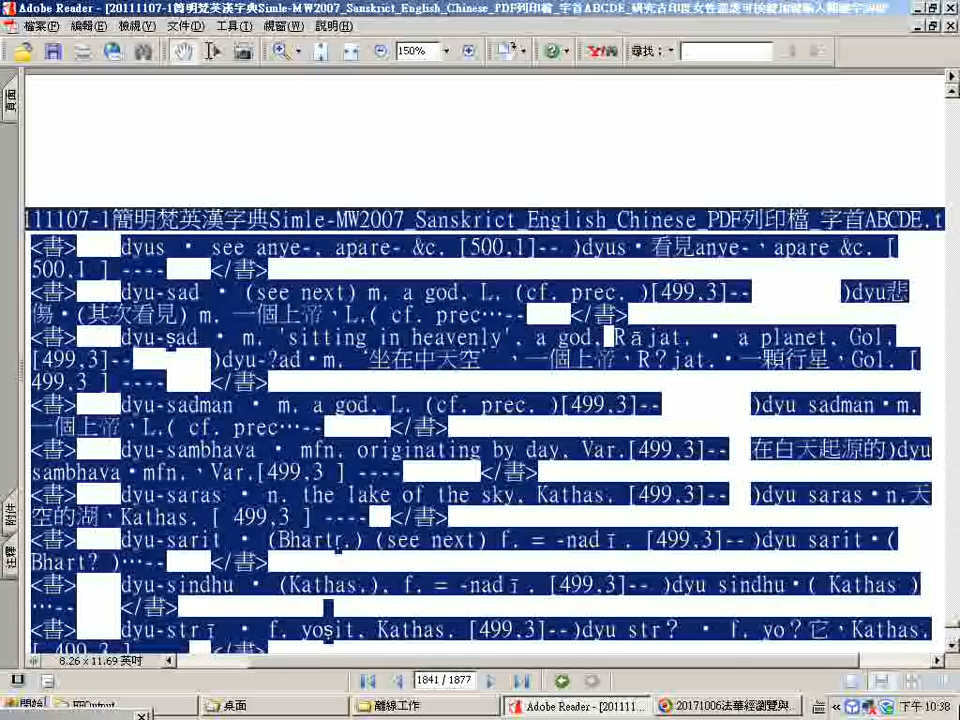 Adobe Reader - [20111107-1簡明梵英漢字典Simle-MW2007_Sanskrict_English_Chinese_PDF列印檔_字首ABCDE_研究古印度女性
檔案(F) 編輯(E) 檢視(V) 文件(D) 工具(T) 視窗(W) 說明(H)
150% 尋找:
頁面
111107-1簡明梵英漢字典Simle-MW2007_Sanskrict_English_Chinese_PDF列印檔_字首ABCDE.t
<書> dyus • see anye-, apare- &c. [500,1]-- )dyus•看見anye-,apare &c. [
500,1 ] ---- </書>
<書> dyu-sad • (see next) m. a god, L. (cf. prec. )[499,3]-- )dyu悲
傷•(其次看見) m. 一個上帝,L.( cf. prec…-- </書>
<書> dyu-ṣad • m. 'sitting in heavenly', a god, Rājat. • a planet, Gol.
[499,3]-- )dyu-?ad•m. '坐在中天空' ,一個上帝,R?jat.•一顆行星,Gol. [
499,3 ] ---- </書>
<書> dyu-sadman • m. a god, L. (cf. prec. )[499,3]-- )dyu sadman•m.
一個上帝,L.( cf. prec…-- </書>
<書> dyu-sambhava • mfn. originating by day, Var.[499,3]-- 在白天起源的)dyu
sambhava•mfn. ,Var.[499,3 ] ---- </書>
<書> dyu-saras • n. the lake of the sky, Kathas. [499,3]-- )dyu saras•n.天
空的湖,Kathas. [ 499,3 ] ---- </書>
<書> dyu-sarit • (Bhartṛ.) (see next) f. = -nadī. [499,3]-- )dyu sarit•(
Bhart? )…-- </書>
<書> dyu-sindhu • (Kathas.), f. = -nadī. [499,3]-- )dyu sindhu•( Kathas )
…-- </書>
<書> dyu-strī • f. yoṣit, Kathas. [499,3]--)dyu str? • f. yo?它,Kathas.
[ 499,3 ] ---- </書>
附件
注釋
8.26 x 11.69 英吋
1841 / 1877
開始 桌面 離線工作 Adobe Reader - [2011... 20171006法華經瀏覽與... 下午 10:38